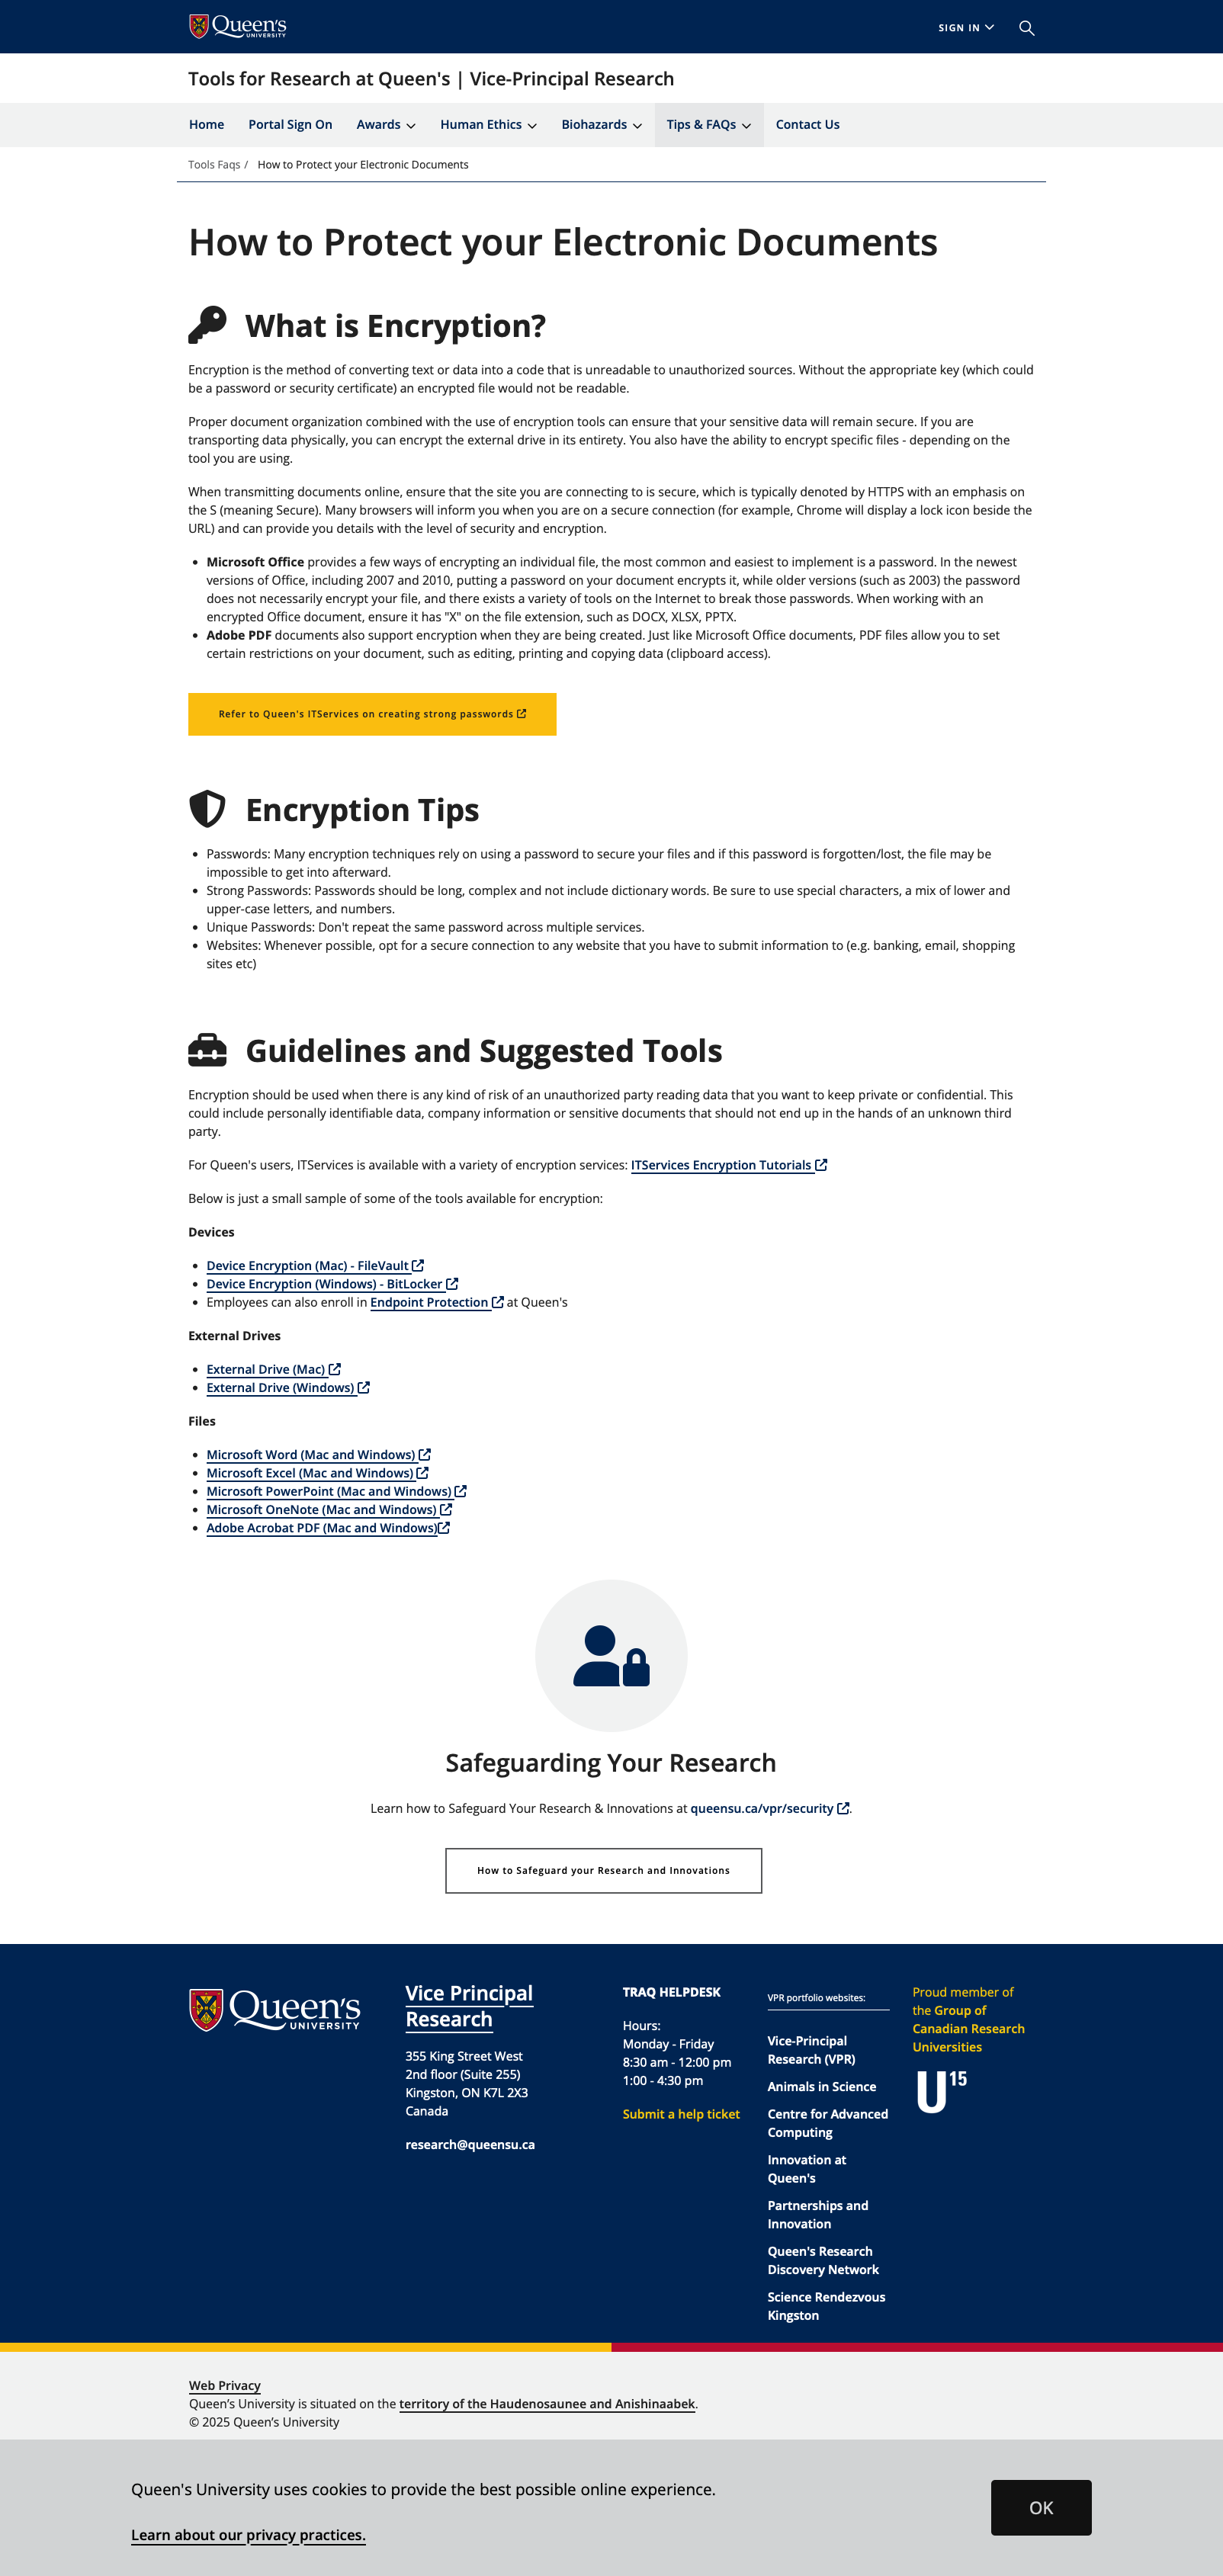 Queen's
UNIVERSITY
SIGN IN
Tools for Research at Queen's | Vice-Principal Research
Home Portal Sign On Awards Human Ethics Biohazards Tips & FAQs Contact Us
Tools Faqs / How to Protect your Electronic Documents
How to Protect your Electronic Documents
What is Encryption?
Encryption is the method of converting text or data into a code that is unreadable to unauthorized sources. Without the appropriate key (which could
be a password or security certificate) an encrypted file would not be readable.
Proper document organization combined with the use of encryption tools can ensure that your sensitive data will remain secure. If you are
transporting data physically, you can encrypt the external drive in its entirety. You also have the ability to encrypt specific files - depending on the
tool you are using.
When transmitting documents online, ensure that the site you are connecting to is secure, which is typically denoted by HTTPS with an emphasis on
the S (meaning Secure). Many browsers will inform you when you are on a secure connection (for example, Chrome will display a lock icon beside the
URL) and can provide you details with the level of security and encryption.
Microsoft Office provides a few ways of encrypting an individual file, the most common and easiest to implement is a password. In the newest
versions of Office, including 2007 and 2010, putting a password on your document encrypts it, while older versions (such as 2003) the password
does not necessarily encrypt your file, and there exists a variety of tools on the Internet to break those passwords. When working with an
encrypted Office document, ensure it has "X" on the file extension, such as DOCX, XLSX, PPTX.
Adobe PDF documents also support encryption when they are being created. Just like Microsoft Office documents, PDF files allow you to set
certain restrictions on your document, such as editing, printing and copying data (clipboard access).
Refer to Queen's ITServices on creating strong passwords
Encryption Tips
Passwords: Many encryption techniques rely on using a password to secure your files and if this password is forgotten/lost, the file may be
impossible to get into afterward.
Strong Passwords: Passwords should be long, complex and not include dictionary words. Be sure to use special characters, a mix of lower and
upper-case letters, and numbers.
Unique Passwords: Don't repeat the same password across multiple services.
Websites: Whenever possible, opt for a secure connection to any website that you have to submit information to (e.g. banking, email, shopping
sites etc)
Guidelines and Suggested Tools
Encryption should be used when there is any kind of risk of an unauthorized party reading data that you want to keep private or confidential. This
could include personally identifiable data, company information or sensitive documents that should not end up in the hands of an unknown third
party.
For Queen's users, ITServices is available with a variety of encryption services: ITServices Encryption Tutorials
Below is just a small sample of some of the tools available for encryption:
Devices
Device Encryption (Mac) - FileVault
Device Encryption (Windows) - BitLocker
Employees can also enroll in Endpoint Protection at Queen's
External Drives
External Drive (Mac)
External Drive (Windows)
Files
Microsoft Word (Mac and Windows)
Microsoft Excel (Mac and Windows)
Microsoft PowerPoint (Mac and Windows)
Microsoft OneNote (Mac and Windows)
Adobe Acrobat PDF (Mac and Windows)
Safeguarding Your Research
Learn how to Safeguard Your Research & Innovations at queensu.ca/vpr/security.
How to Safeguard your Research and Innovations
Queen's
UNIVERSITY
Vice Principal
Research
355 King Street West
2nd floor (Suite 255)
Kingston, ON K7L 2X3
Canada
research@queensu.ca
TRAQ HELPDESK
Hours:
Monday - Friday
8:30 am - 12:00 pm
1:00 - 4:30 pm
Submit a help ticket
VPR portfolio websites:
Vice-Principal
Research (VPR)
Animals in Science
Centre for Advanced
Computing
Innovation at
Queen's
Partnerships and
Innovation
Queen's Research
Discovery Network
Science Rendezvous
Kingston
Proud member of
the Group of
Canadian Research
Universities
U15
Web Privacy
Queen’s University is situated on the territory of the Haudenosaunee and Anishinaabek.
© 2025 Queen’s University
Queen's University uses cookies to provide the best possible online experience.
Learn about our privacy practices.
OK